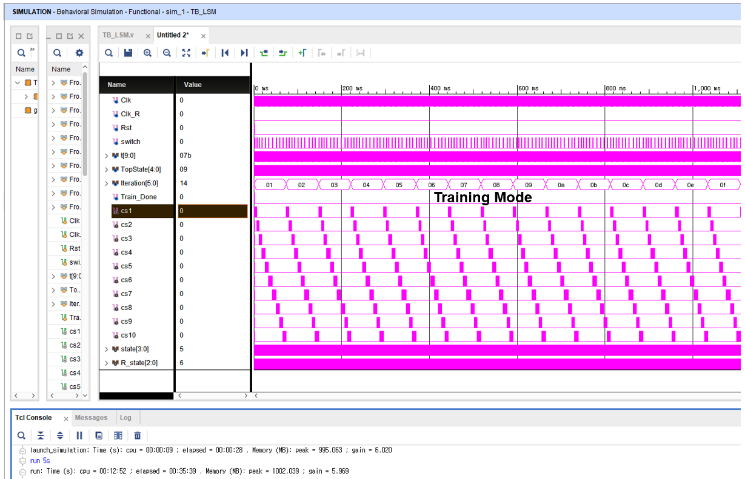 SIMULATION - Behavioral Simulation - Functional - sim_1 - TB_LSM
TB_LSM.v × Untitled 2* ×
Name Name Name Value
0 ms 200 ms 400 ms 600 ms 800 ms 1,000 ms
Clk 0
Clk_R 0
Rst 0
switch 0
t[9:0] 07b
TopState[4:0] 09
Iteration[5:0] 14 01 02 03 04 05 06 07 08 09 0a 0b 0c 0d 0e 0f
Train_Done 0
Training Mode
cs1 0
cs2 0
cs3 0
cs4 0
cs5 0
cs6 0
cs7 0
cs8 0
cs9 0
cs10 0
state[3:0] 5
R_state[2:0] 6
T
g
Fro.
Fro.
Fro.
Fro.
Fro.
Fro.
Fro.
Fro.
Fro.
Fro.
Clk
Clk.
Rst
swi.
t[9:0
To..
Iter.
Tra.
cs1
cs2
cs3
cs4
cs5
Tcl Console × Messages Log
launch_simulation: Time (s): cpu = 00:00:09 ; elapsed = 00:00:28 . Memory (MB): peak = 995.063 ; gain = 6.020
run 5s
run: Time (s): cpu = 00:12:52 ; elapsed = 00:35:39 . Memory (MB): peak = 1002.039 ; gain = 5.969